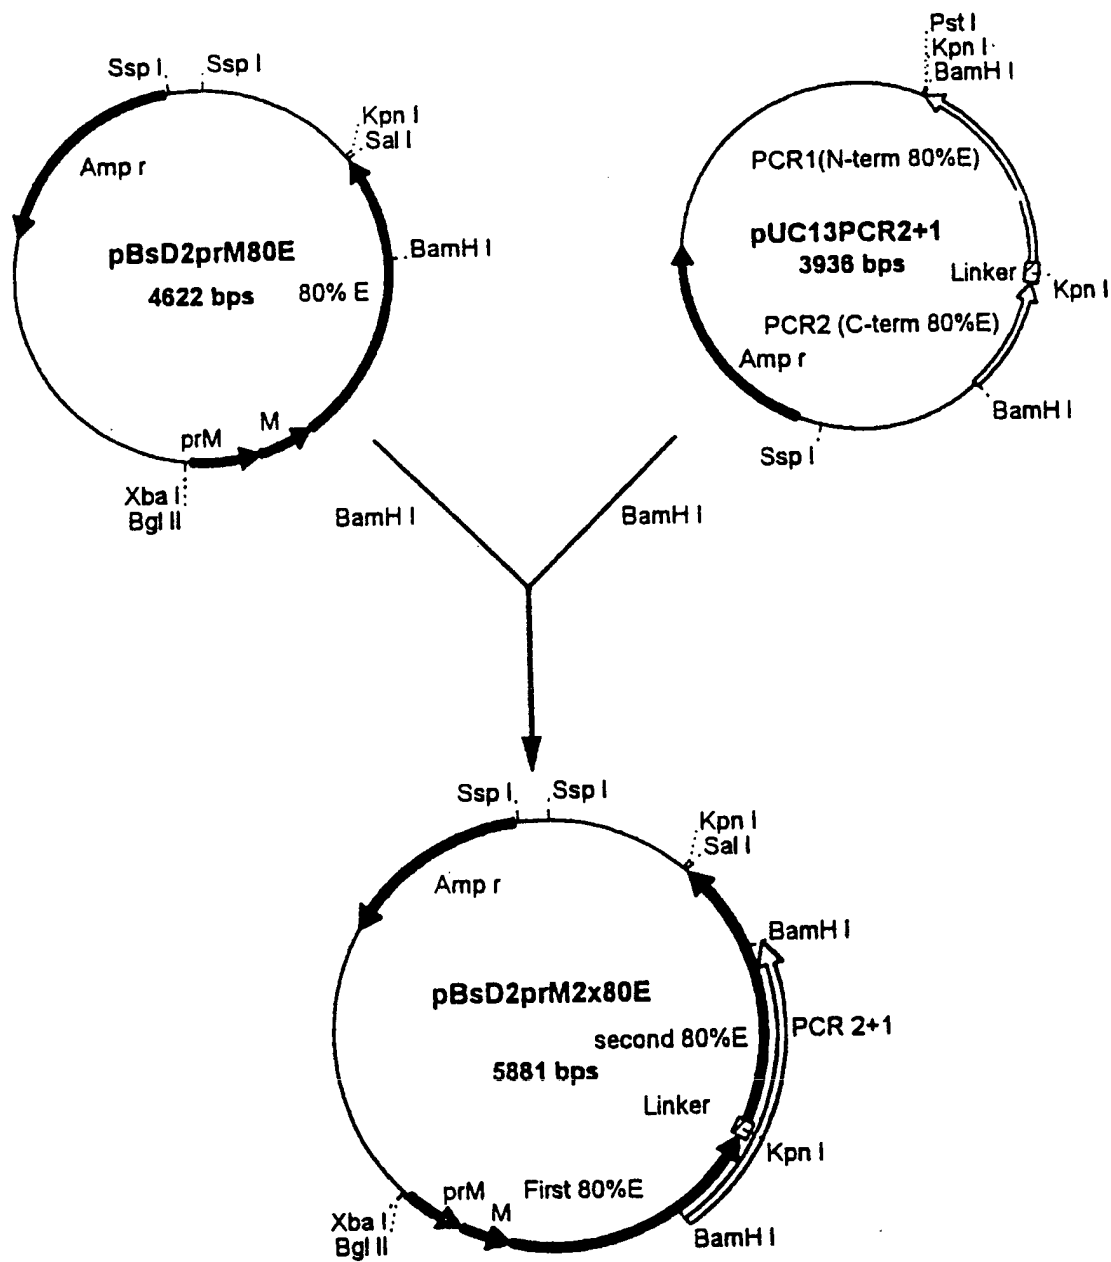 Ssp I
Ssp I
Kpn I
Sal I
Amp r
pBsD2prM80E
4622 bps
80% E
BamH I
prM
M
Xba I
Bgl II
Pst I
Kpn I
BamH I
PCR1(N-term 80%E)
pUC13PCR2+1
3936 bps
Linker
Kpn I
PCR2 (C-term 80%E)
Amp r
BamH I
Ssp I
BamH I
BamH I
Ssp I
Ssp I
Kpn I
Sal I
Amp r
BamH I
pBsD2prM2x80E
PCR 2+1
second 80%E
5881 bps
Linker
Kpn I
First 80%E
prM
M
Xba I
Bgl II
BamH I